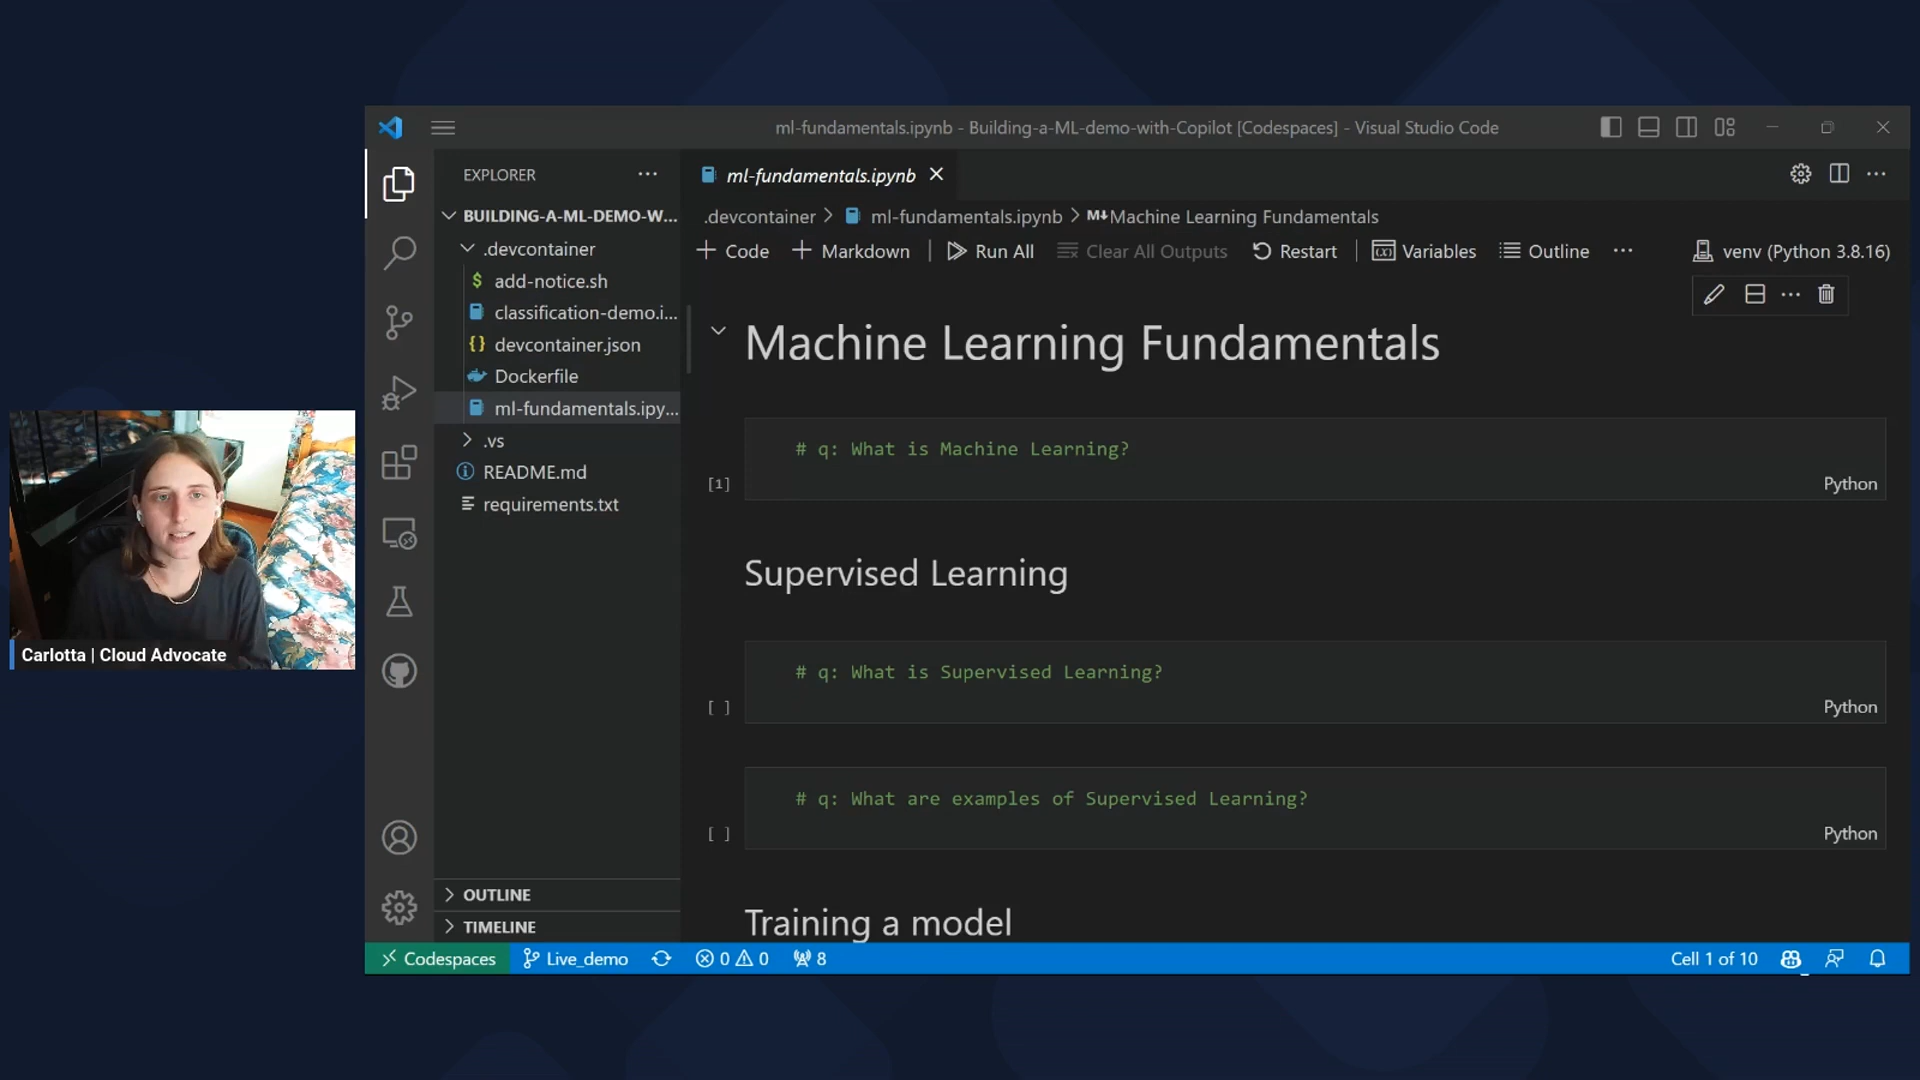 ml-fundamentals.ipynb - Building-a-ML-demo-with-Copilot [Codespaces] - Visual Studio Code
EXPLORER
BUILDING-A-ML-DEMO-W...
.devcontainer
$ add-notice.sh
classification-demo.i...
{} devcontainer.json
Dockerfile
ml-fundamentals.ipy...
.vs
README.md
requirements.txt
OUTLINE
TIMELINE
ml-fundamentals.ipynb
.devcontainer > ml-fundamentals.ipynb > M↓Machine Learning Fundamentals
+ Code + Markdown | Run All Clear All Outputs Restart | Variables Outline ... venv (Python 3.8.16)
Machine Learning Fundamentals
# q: What is Machine Learning?
[1]
Python
Supervised Learning
# q: What is Supervised Learning?
[ ]
Python
# q: What are examples of Supervised Learning?
[ ]
Python
Training a model
Codespaces Live_demo 0 0 8 Cell 1 of 10
Carlotta | Cloud Advocate